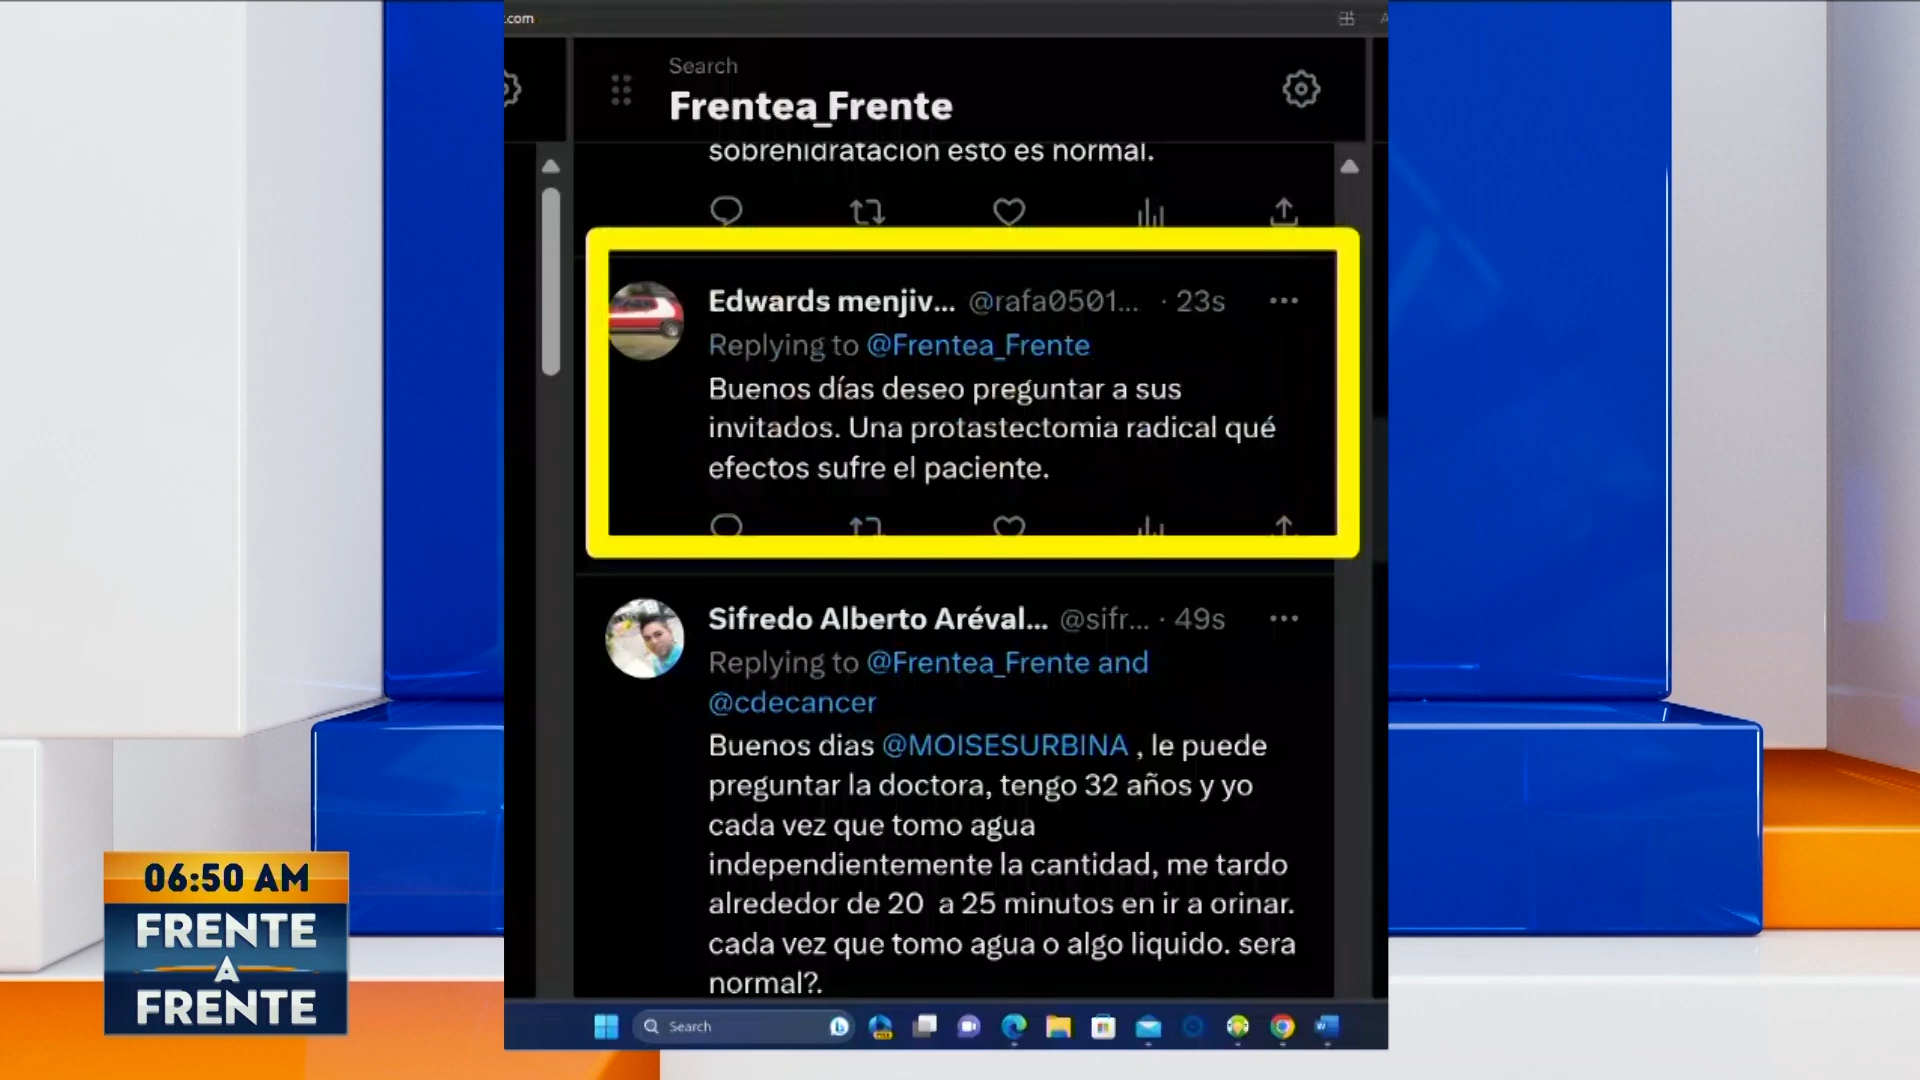 .com
Search
Frentea_Frente
sobrehidratación esto es normal.
Edwards menjiv... @rafa0501... · 23s
Replying to @Frentea_Frente
Buenos días deseo preguntar a sus
invitados. Una protastectomia radical qué
efectos sufre el paciente.
Sifredo Alberto Aréval... @sifr... · 49s
Replying to @Frentea_Frente and
@cdecancer
Buenos dias @MOISESURBINA , le puede
preguntar la doctora, tengo 32 años y yo
cada vez que tomo agua
independientemente la cantidad, me tardo
alrededor de 20 a 25 minutos en ir a orinar.
cada vez que tomo agua o algo liquido. sera
normal?.
Search
06:50 AM
FRENTE
A
FRENTE